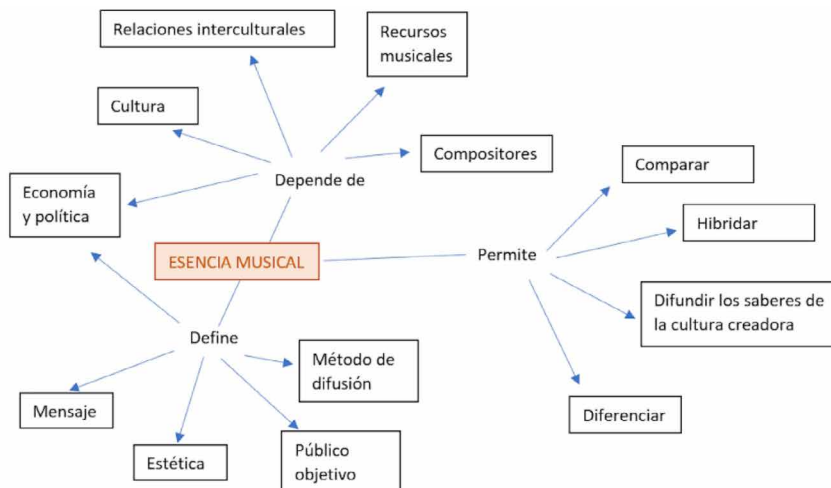 Relaciones interculturales
Recursos
musicales
Cultura
Compositores
Depende de
Economía
y política
Comparar
Hibridar
ESENCIA MUSICAL
Permite
Difundir los saberes de
la cultura creadora
Define
Método de
difusión
Mensaje
Diferenciar
Estética
Público
objetivo